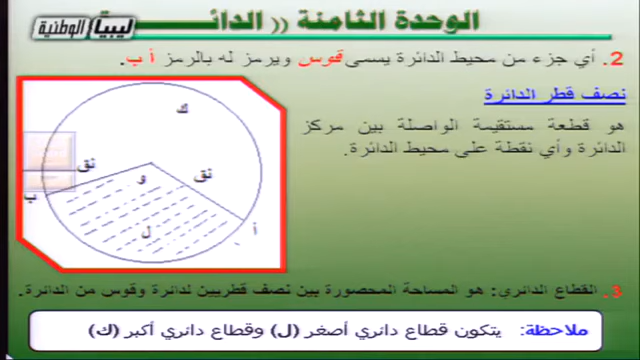 الوحدة الثامنة (( الدائـــــرة
ليبيا الوطنية
2. أي جزء من محيط الدائرة يسمى قوس ويرمز له بالرمز أ ب.
نصف قطر الدائرة
هو قطعة مستقيمة الواصلة بين مركز
الدائرة وأي نقطة على محيط الدائرة.
ك
نق
نق
و
ب
أ
ل
3. القطاع الدائري: هو المساحة المحصورة بين نصف قطريين لدائرة وقوس من الدائرة.
ملاحظة: يتكون قطاع دائري أصغر (ل) وقطاع دائري أكبر (ك)